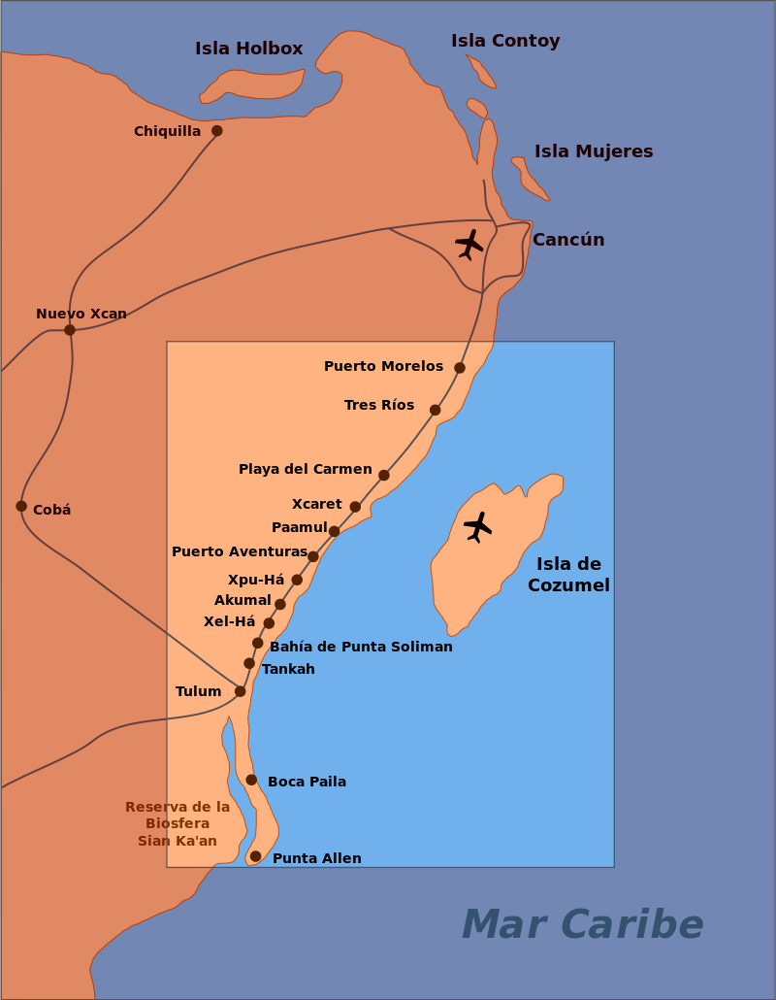 Isla Contoy
Isla Holbox
Chiquilla
Isla Mujeres
Cancún
Nuevo Xcan
Puerto Morelos
Tres Ríos
Playa del Carmen
Xcaret
Cobá
Paamul
Puerto Aventuras
Isla de
Cozumel
Xpu-Há
Akumal
Xel-Há
Bahía de Punta Soliman
Tankah
Tulum
Boca Paila
Reserva de la
Biosfera
Sian Ka'an
Punta Allen
Mar Caribe